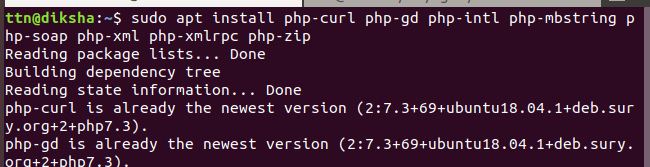 ttn@diksha:~$ sudo apt install php-curl php-gd php-intl php-mbstring p
hp-soap php-xml php-xmlrpc php-zip
Reading package lists... Done
Building dependency tree
Reading state information... Done
php-curl is already the newest version (2:7.3+69+ubuntu18.04.1+deb.sur
y.org+2+php7.3).
php-gd is already the newest version (2:7.3+69+ubuntu18.04.1+deb.sury.
org+2+php7.3).